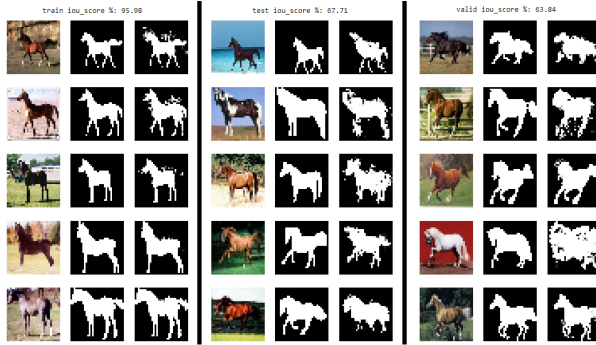 train iou_score %: 95.98
test iou_score %: 67.71
valid iou_score %: 63.84